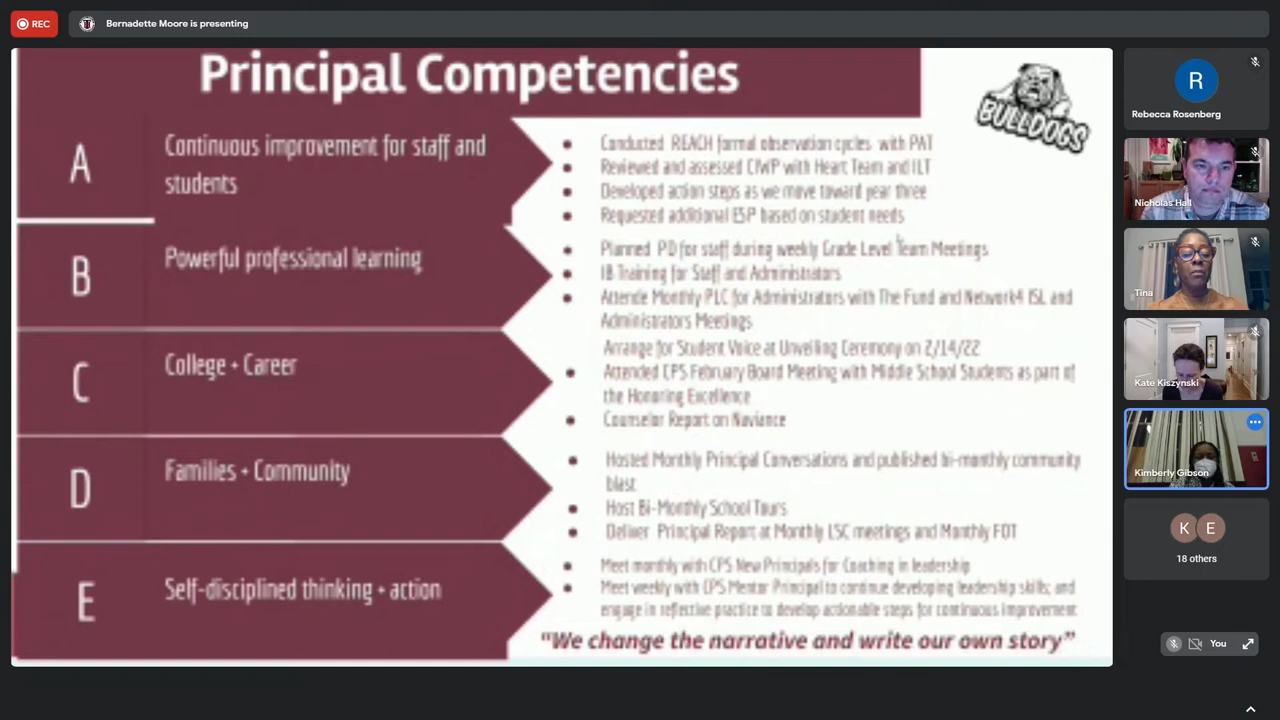 REC
Bernadette Moore is presenting
Principal Competencies
BULLDOGS
A
Continuous improvement for staff and
students
Conducted REACH formal observation cycles with PAT
Reviewed and assessed CIWP with Heart Team and ILT
Developed action steps as we move toward year three
Requested additional ESP based on student needs
B
Powerful professional learning
Planned PD for staff during weekly Grade Level Team Meetings
IB Training for Staff and Administrators
Attende Monthly PLC for Administrators with The Fund and Network4 ISL and
Administrators Meetings
C
College + Career
Arrange for Student Voice at Unveiling Ceremony on 2/14/22
Attended CPS February Board Meeting with Middle School Students as part of
the Honoring Excellence
Counselor Report on Naviance
D
Families + Community
Hosted Monthly Principal Conversations and published bi-monthly community
blast
Host Bi-Monthly School Tours
Deliver Principal Report at Monthly LSC meetings and Monthly FOT
E
Self-disciplined thinking + action
Meet monthly with CPS New Principals for Coaching in leadership
Meet weekly with CPS Mentor Principal to continue developing leadership skills; and
engage in reflective practice to develop actionable steps for continuous improvement
"We change the narrative and write our own story"
R
Rebecca Rosenberg
Nicholas Hall
Tina
Kate Kiszynski
Kimberly Gibson
K E
18 others
You